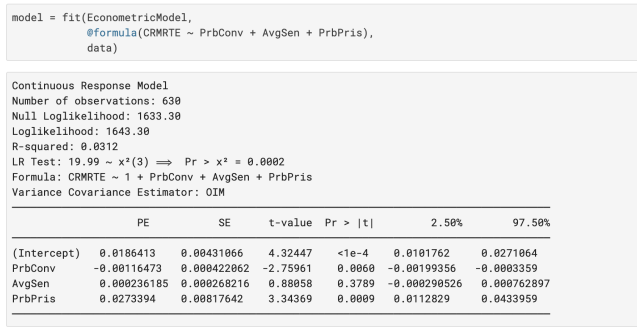 model = fit(EconometricModel,
@formula(CRMRTE ~ PrbConv + AvgSen + PrbPris),
data)
Continuous Response Model
Number of observations: 630
Null Loglikelihood: 1633.30
Loglikelihood: 1643.30
R-squared: 0.0312
LR Test: 19.99 ~ χ²(3) ⟹ Pr > χ² = 0.0002
Formula: CRMRTE ~ 1 + PrbConv + AvgSen + PrbPris
Variance Covariance Estimator: OIM
PE SE t-value Pr > |t| 2.50% 97.50%
(Intercept) 0.0186413 0.00431066 4.32447 <1e-4 0.0101762 0.0271064
PrbConv -0.00116473 0.000422062 -2.75961 0.0060 -0.00199356 -0.0003359
AvgSen 0.000236185 0.000268216 0.88058 0.3789 -0.000290526 0.000762897
PrbPris 0.0273394 0.00817642 3.34369 0.0009 0.0112829 0.0433959